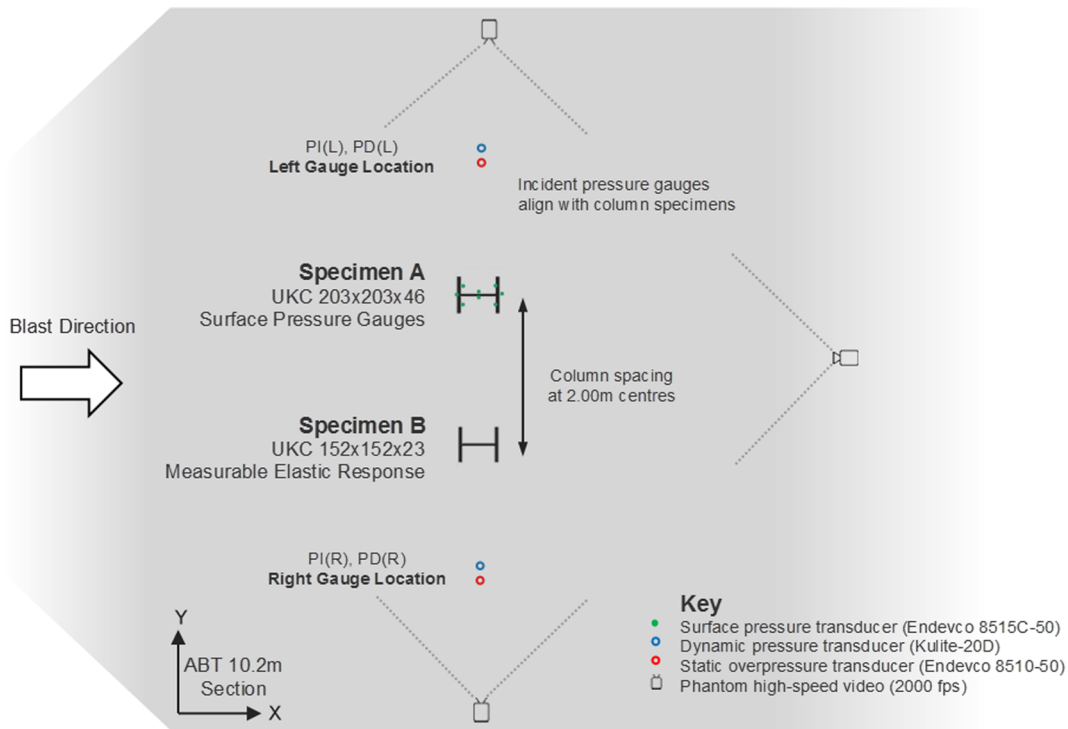 PI(L), PD(L)
Left Gauge Location
Incident pressure gauges
align with column specimens
Specimen A
UKC 203x203x46
Surface Pressure Gauges
Blast Direction
Column spacing
at 2.00m centres
Specimen B
UKC 152x152x23
Measurable Elastic Response
PI(R), PD(R)
Right Gauge Location
Y
ABT 10.2m
Section
X
Key
Surface pressure transducer (Endevco 8515C-50)
Dynamic pressure transducer (Kulite-20D)
Static overpressure transducer (Endevco 8510-50)
Phantom high-speed video (2000 fps)